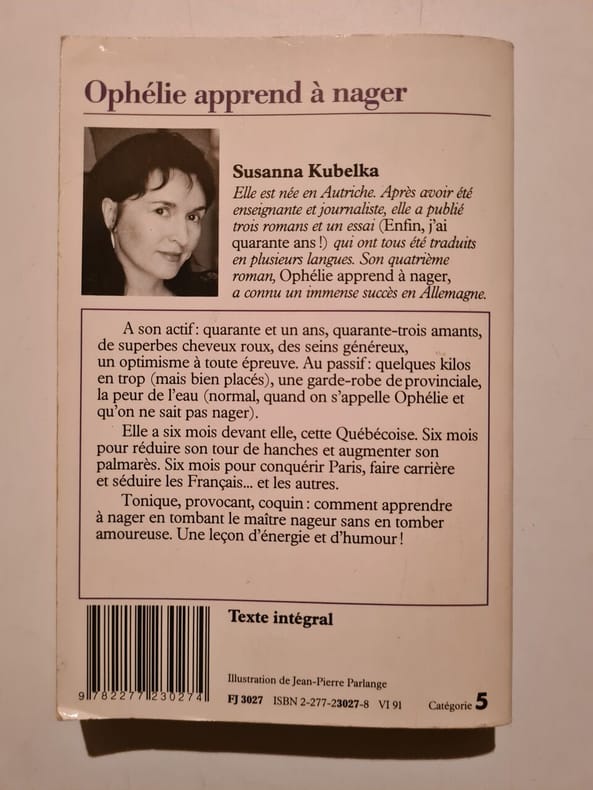 Ophélie apprend à nager
Susanna Kubelka
Elle est née en Autriche. Après avoir été
enseignante et journaliste, elle a publié
trois romans et un essai (Enfin, j'ai
quarante ans !) qui ont tous été traduits
en plusieurs langues. Son quatrième
roman, Ophélie apprend à nager,
a connu un immense succès en Allemagne.
A son actif : quarante et un ans, quarante-trois amants,
de superbes cheveux roux, des seins généreux,
un optimisme à toute épreuve. Au passif : quelques kilos
en trop (mais bien placés), une garde-robe de provinciale,
la peur de l'eau (normal, quand on s'appelle Ophélie et
qu'on ne sait pas nager).
Elle a six mois devant elle, cette Québécoise. Six mois
pour réduire son tour de hanches et augmenter son
palmarès. Six mois pour conquérir Paris, faire carrière
et séduire les Français... et les autres.
Tonique, provocant, coquin : comment apprendre
à nager en tombant le maître nageur sans en tomber
amoureuse. Une leçon d'énergie et d'humour !
Texte intégral
Illustration de Jean-Pierre Parlange
9 782277 230274
FJ 3027 ISBN 2-277-23027-8 VI 91 Catégorie 5